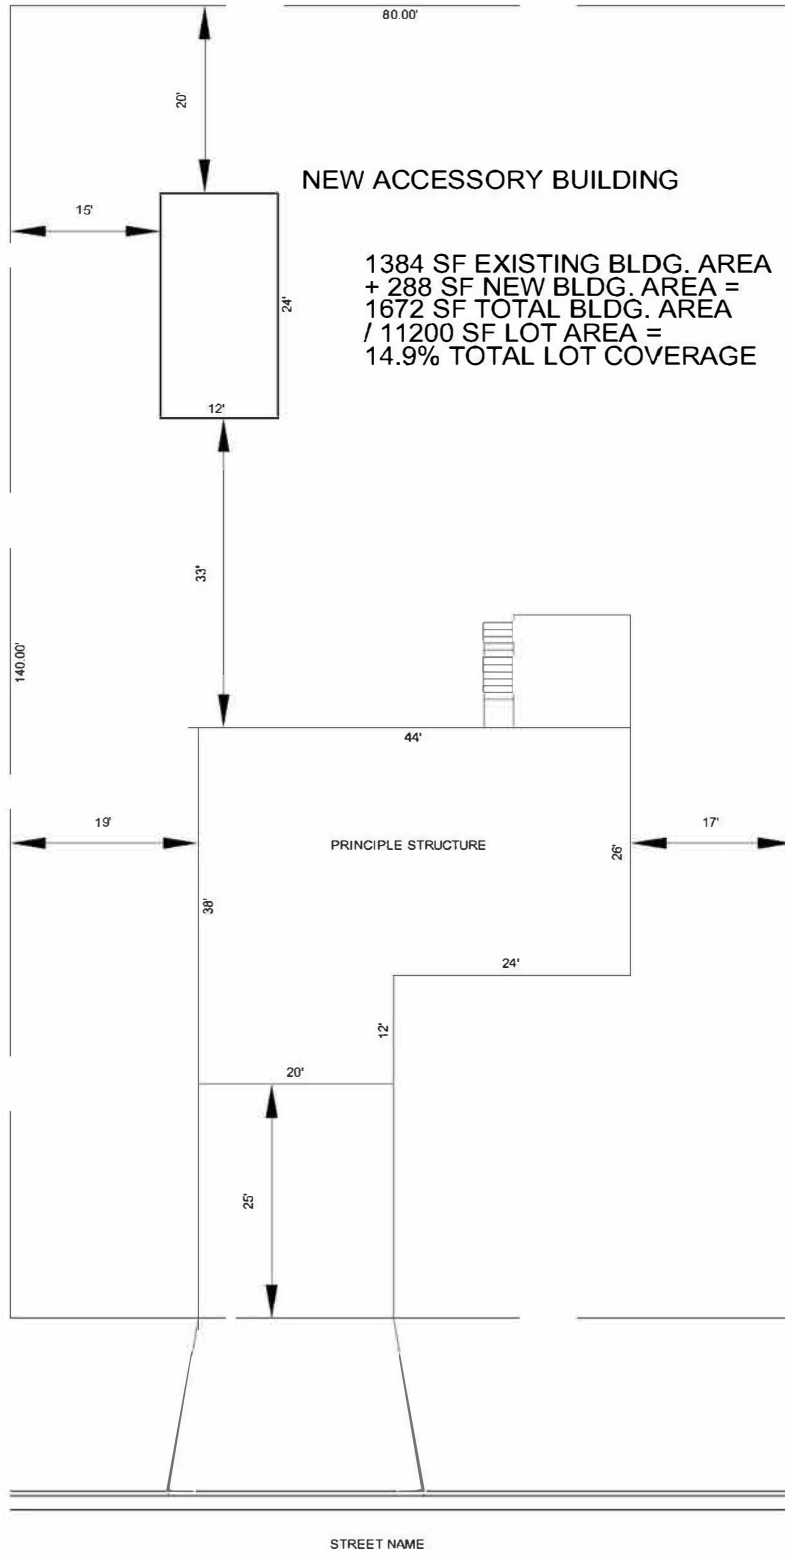 80.00'
20'
NEW ACCESSORY BUILDING
15'
1384 SF EXISTING BLDG. AREA
+ 288 SF NEW BLDG. AREA =
1672 SF TOTAL BLDG. AREA
/ 11200 SF LOT AREA =
14.9% TOTAL LOT COVERAGE
24'
12'
33'
140.00'
44'
19'
17'
PRINCIPLE STRUCTURE
26'
38'
24'
12'
20'
25'
STREET NAME